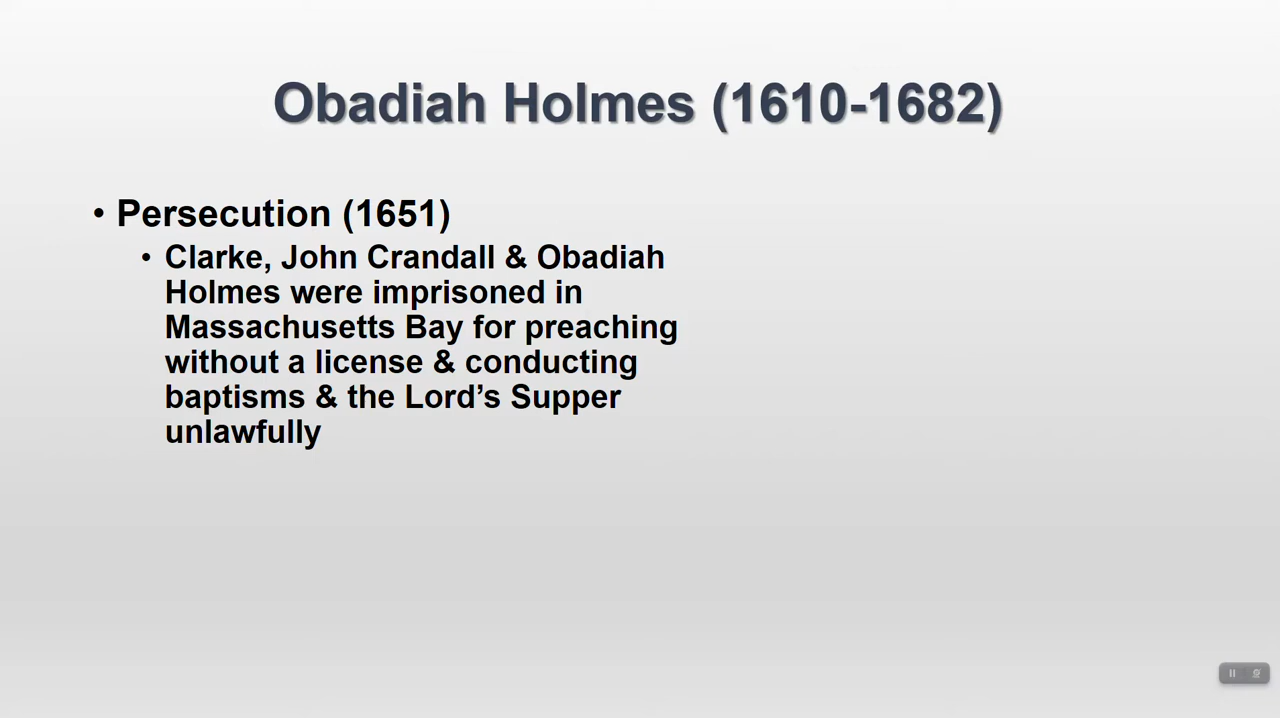 Obadiah Holmes (1610-1682)
• Persecution (1651)
• Clarke, John Crandall & Obadiah
Holmes were imprisoned in
Massachusetts Bay for preaching
without a license & conducting
baptisms & the Lord’s Supper
unlawfully